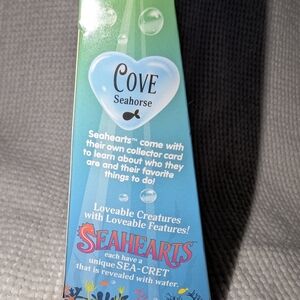 COVE
Seahorse
Seahearts™ come with
their own collector card
to learn about who they
are and their favorite
things to do!
Loveable Creatures
with Loveable Features!
SEAHEARTS
each have a
unique SEA-CRET
that is revealed with water.